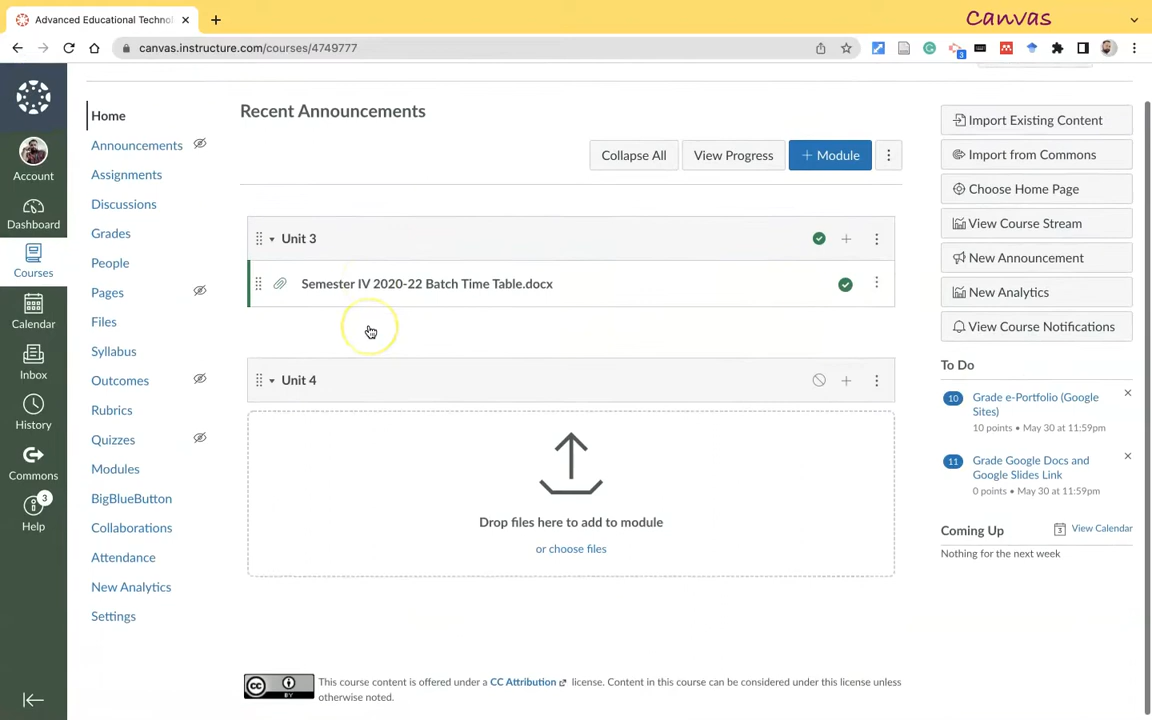 Advanced Educational Techno
Canvas
canvas.instructure.com/courses/4749777
3
Account
Dashboard
Courses
Calendar
Inbox
History
Commons
3
Help
Home
Announcements
Assignments
Discussions
Grades
People
Pages
Files
Syllabus
Outcomes
Rubrics
Quizzes
Modules
BigBlueButton
Collaborations
Attendance
New Analytics
Settings
Recent Announcements
Collapse All
View Progress
+ Module
Unit 3
Semester IV 2020-22 Batch Time Table.docx
Unit 4
Drop files here to add to module
or choose files
cc BY
This course content is offered under a CC Attribution license. Content in this course can be considered under this license unless
otherwise noted.
Import Existing Content
Import from Commons
Choose Home Page
View Course Stream
New Announcement
New Analytics
View Course Notifications
To Do
10 Grade e-Portfolio (Google
Sites)
10 points • May 30 at 11:59pm
11 Grade Google Docs and
Google Slides Link
0 points • May 30 at 11:59pm
Coming Up
3 View Calendar
Nothing for the next week